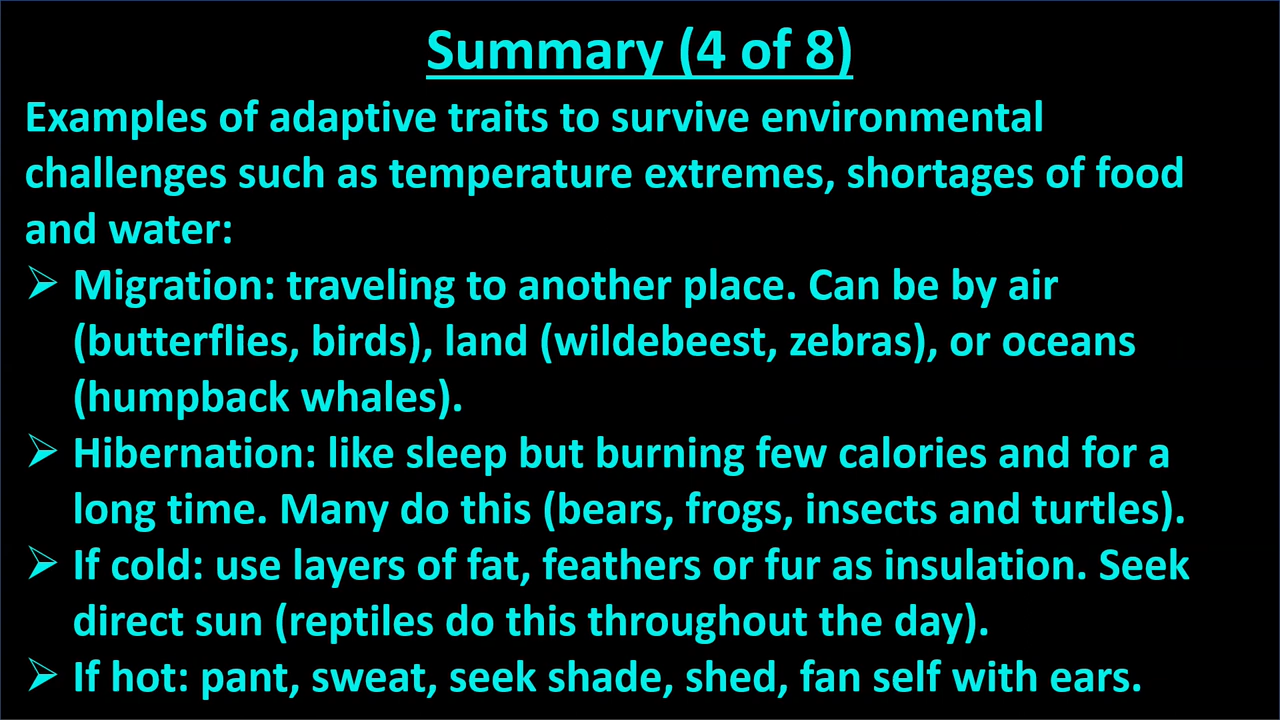 Summary (4 of 8)
Examples of adaptive traits to survive environmental
challenges such as temperature extremes, shortages of food
and water:
➢ Migration: traveling to another place. Can be by air
(butterflies, birds), land (wildebeest, zebras), or oceans
(humpback whales).
➢ Hibernation: like sleep but burning few calories and for a
long time. Many do this (bears, frogs, insects and turtles).
➢ If cold: use layers of fat, feathers or fur as insulation. Seek
direct sun (reptiles do this throughout the day).
➢ If hot: pant, sweat, seek shade, shed, fan self with ears.